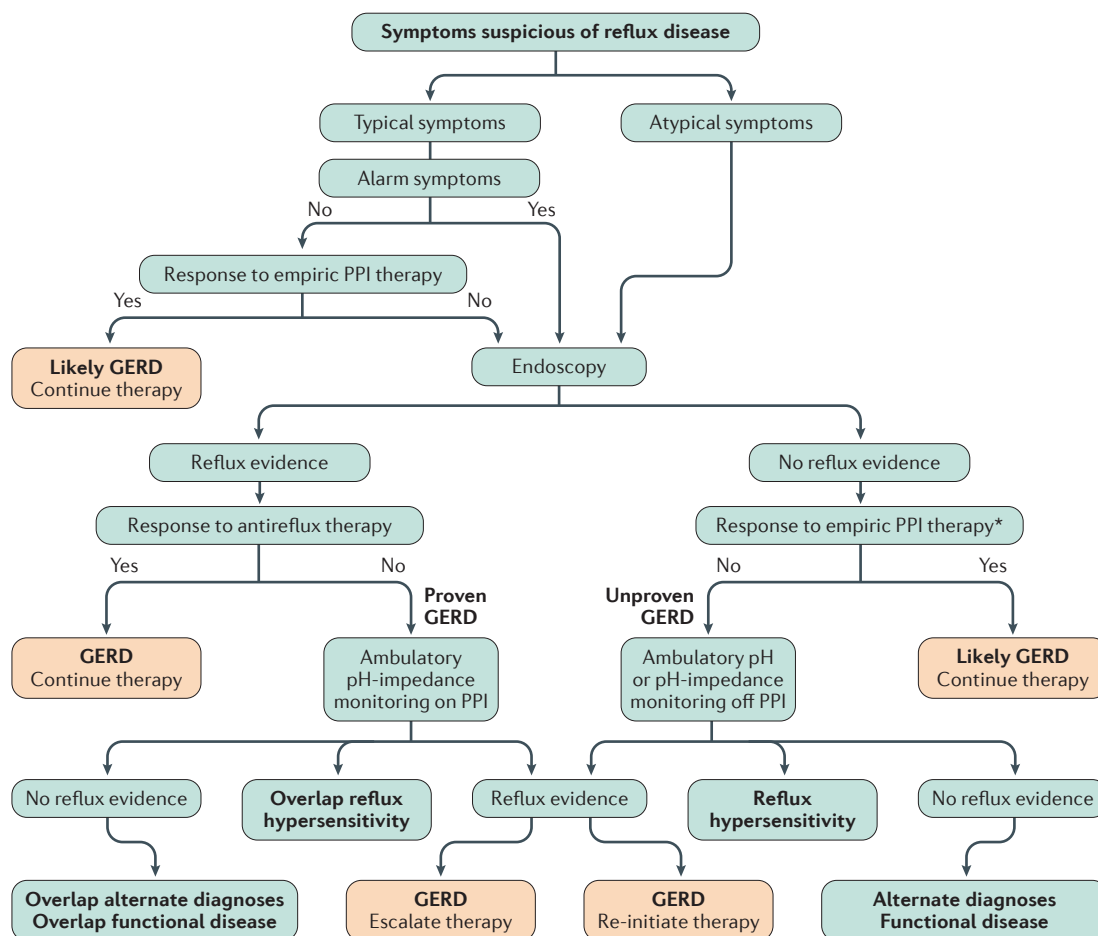 Symptoms suspicious of reflux disease
Typical symptoms
Atypical symptoms
Alarm symptoms
No
Yes
Response to empiric PPI therapy
Yes
No
Likely GERD
Continue therapy
Endoscopy
Reflux evidence
No reflux evidence
Response to antireflux therapy
Response to empiric PPI therapy*
Yes
No
No
Yes
Proven
GERD
Unproven
GERD
GERD
Continue therapy
Ambulatory
pH-impedance
monitoring on PPI
Ambulatory pH
or pH-impedance
monitoring off PPI
Likely GERD
Continue therapy
No reflux evidence
Overlap reflux
hypersensitivity
Reflux evidence
Reflux
hypersensitivity
No reflux evidence
Overlap alternate diagnoses
Overlap functional disease
GERD
Escalate therapy
GERD
Re-initiate therapy
Alternate diagnoses
Functional disease